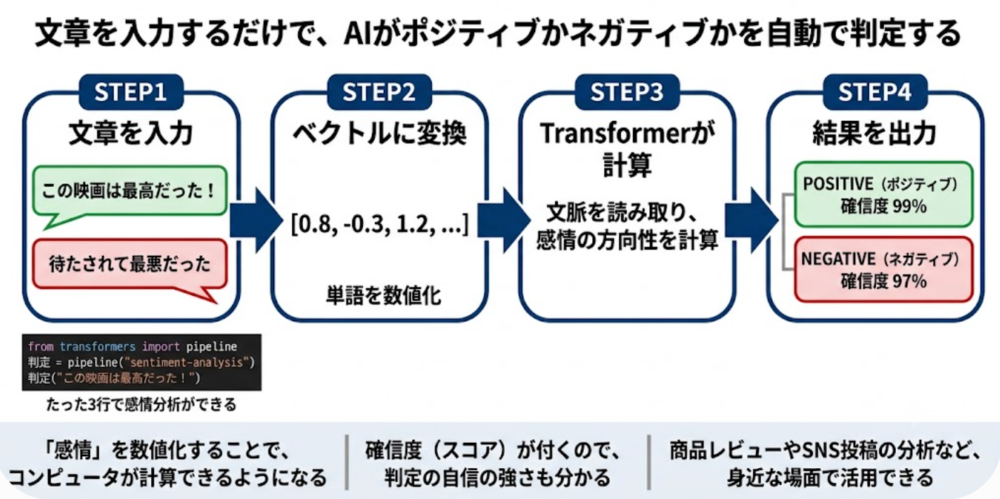 文章を入力するだけで、AIがポジティブかネガティブかを自動で判定する
STEP1
文章を入力
この映画は最高だった！
待たされて最悪だった
STEP2
ベクトルに変換
[0.8, -0.3, 1.2, ...]
単語を数値化
STEP3
Transformerが
計算
文脈を読み取り、
感情の方向性を計算
STEP4
結果を出力
POSITIVE（ポジティブ）
確信度 99%
NEGATIVE（ネガティブ）
確信度 97%
from transformers import pipeline
判定 = pipeline("sentiment-analysis")
判定("この映画は最高だった！")
たった3行で感情分析ができる
「感情」を数値化することで、
コンピュータが計算できるようになる
確信度（スコア）が付くので、
判定の自信の強さも分かる
商品レビューやSNS投稿の分析など、
身近な場面で活用できる